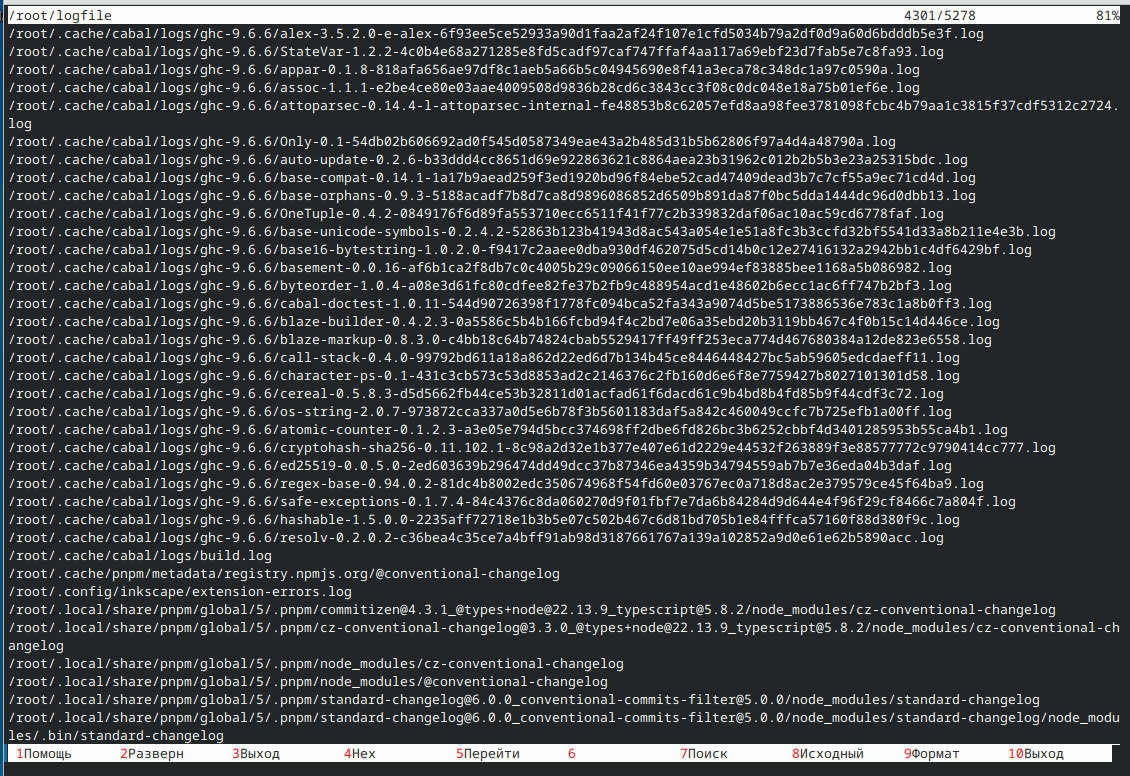 /root/logfile 4301/5278 81%
/root/.cache/cabal/logs/ghc-9.6.6/alex-3.5.2.0-e-alex-6f93ee5ce52933a90d1faa2af24f107e1cfd5034b79a2df0d9a60d6bdddb5e3f.log
/root/.cache/cabal/logs/ghc-9.6.6/StateVar-1.2.2-4c0b4e68a271285e8fd5cadf97caf747ffaf4aa117a69ebf23d7fab5e7c8fa93.log
/root/.cache/cabal/logs/ghc-9.6.6/appar-0.1.8-818afa656ae97df8c1aeb5a66b5c04945690e8f41a3eca78c348dc1a97c0590a.log
/root/.cache/cabal/logs/ghc-9.6.6/assoc-1.1.1-e2be4ce80e03aae4009508d9836b28cd6c3843cc3f08c0dc048e18a75b01ef6e.log
/root/.cache/cabal/logs/ghc-9.6.6/attoparsec-0.14.4-l-attoparsec-internal-fe48853b8c62057efd8aa98fee3781098fcbc4b79aa1c3815f37cdf5312c2724.
log
/root/.cache/cabal/logs/ghc-9.6.6/Only-0.1-54db02b606692ad0f545d0587349eae43a2b485d31b5b62806f97a4d4a48790a.log
/root/.cache/cabal/logs/ghc-9.6.6/auto-update-0.2.6-b33ddd4cc8651d69e922863621c8864aea23b31962c012b2b5b3e23a25315bdc.log
/root/.cache/cabal/logs/ghc-9.6.6/base-compat-0.14.1-1a17b9aead259f3ed1920bd96f84ebe52cad47409dead3b7c7cf55a9ec71cd4d.log
/root/.cache/cabal/logs/ghc-9.6.6/base-orphans-0.9.3-5188acadf7b8d7ca8d9896086852d6509b891da87f0bc5dda1444dc96d0dbb13.log
/root/.cache/cabal/logs/ghc-9.6.6/OneTuple-0.4.2-0849176f6d89fa553710ecc6511f41f77c2b339832daf06ac10ac59cd6778faf.log
/root/.cache/cabal/logs/ghc-9.6.6/base-unicode-symbols-0.2.4.2-52863b123b41943d8ac543a054e1e51a8fc3b3ccfd32bf5541d33a8b211e4e3b.log
/root/.cache/cabal/logs/ghc-9.6.6/base16-bytestring-1.0.2.0-f9417c2aaee0dba930df462075d5cd14b0c12e27416132a2942bb1c4df6429bf.log
/root/.cache/cabal/logs/ghc-9.6.6/basement-0.0.16-af6b1ca2f8db7c0c4005b29c09066150ee10ae994ef83885bee1168a5b086982.log
/root/.cache/cabal/logs/ghc-9.6.6/byteorder-1.0.4-a08e3d61fc80cdfee82fe37b2fb9c488954acd1e48602b6ecc1ac6ff747b2bf3.log
/root/.cache/cabal/logs/ghc-9.6.6/cabal-doctest-1.0.11-544d90726398f1778fc094bca52fa343a9074d5be5173886536e783c1a8b0ff3.log
/root/.cache/cabal/logs/ghc-9.6.6/blaze-builder-0.4.2.3-0a5586c5b4b166fcbd94f4c2bd7e06a35ebd20b3119bb467c4f0b15c14d446ce.log
/root/.cache/cabal/logs/ghc-9.6.6/blaze-markup-0.8.3.0-c4bb18c64b74824cbab5529417ff49ff253eca774d467680384a12de823e6558.log
/root/.cache/cabal/logs/ghc-9.6.6/call-stack-0.4.0-99792bd611a18a862d22ed6d7b134b45ce8446448427bc5ab59605edcdaeff11.log
/root/.cache/cabal/logs/ghc-9.6.6/character-ps-0.1-431c3cb573c53d8853ad2c2146376c2fb160d6e6f8e7759427b8027101301d58.log
/root/.cache/cabal/logs/ghc-9.6.6/cereal-0.5.8.3-d5d5662fb44ce53b32811d01acfad61f6dacd61c9b4bd8b4fd85b9f44cdf3c72.log
/root/.cache/cabal/logs/ghc-9.6.6/os-string-2.0.7-973872cca337a0d5e6b78f3b5601183daf5a842c460049ccfc7b725efb1a00ff.log
/root/.cache/cabal/logs/ghc-9.6.6/atomic-counter-0.1.2.3-a3e05e794d5bcc374698ff2dbe6fd826bc3b6252cbbf4d3401285953b55ca4b1.log
/root/.cache/cabal/logs/ghc-9.6.6/cryptohash-sha256-0.11.102.1-8c98a2d32e1b377e407e61d2229e44532f263889f3e88577772c9790414cc777.log
/root/.cache/cabal/logs/ghc-9.6.6/ed25519-0.0.5.0-2ed603639b296474dd49dcc37b87346ea4359b34794559ab7b7e36eda04b3daf.log
/root/.cache/cabal/logs/ghc-9.6.6/regex-base-0.94.0.2-81dc4b8002edc350674968f54fd60e03767ec0a718d8ac2e379579ce45f64ba9.log
/root/.cache/cabal/logs/ghc-9.6.6/safe-exceptions-0.1.7.4-84c4376c8da060270d9f01fbf7e7da6b84284d9d644e4f96f29cf8466c7a804f.log
/root/.cache/cabal/logs/ghc-9.6.6/hashable-1.5.0.0-2235aff72718e1b3b5e07c502b467c6d81bd705b1e84fffca57160f88d380f9c.log
/root/.cache/cabal/logs/ghc-9.6.6/resolv-0.2.0.2-c36bea4c35ce7a4bff91ab98d3187661767a139a102852a9d0e61e62b5890acc.log
/root/.cache/cabal/logs/build.log
/root/.cache/pnpm/metadata/registry.npmjs.org/@conventional-changelog
/root/.config/inkscape/extension-errors.log
/root/.local/share/pnpm/global/5/.pnpm/commitizen@4.3.1_@types+node@22.13.9_typescript@5.8.2/node_modules/cz-conventional-changelog
/root/.local/share/pnpm/global/5/.pnpm/cz-conventional-changelog@3.3.0_@types+node@22.13.9_typescript@5.8.2/node_modules/cz-conventional-ch
angelog
/root/.local/share/pnpm/global/5/.pnpm/node_modules/cz-conventional-changelog
/root/.local/share/pnpm/global/5/.pnpm/node_modules/@conventional-changelog
/root/.local/share/pnpm/global/5/.pnpm/standard-changelog@6.0.0_conventional-commits-filter@5.0.0/node_modules/standard-changelog
/root/.local/share/pnpm/global/5/.pnpm/standard-changelog@6.0.0_conventional-commits-filter@5.0.0/node_modules/standard-changelog/node_modu
les/.bin/standard-changelog
1Помощь 2Разверн 3Выход 4Hex 5Перейти 6 7Поиск 8Исходный 9Формат 10Выход